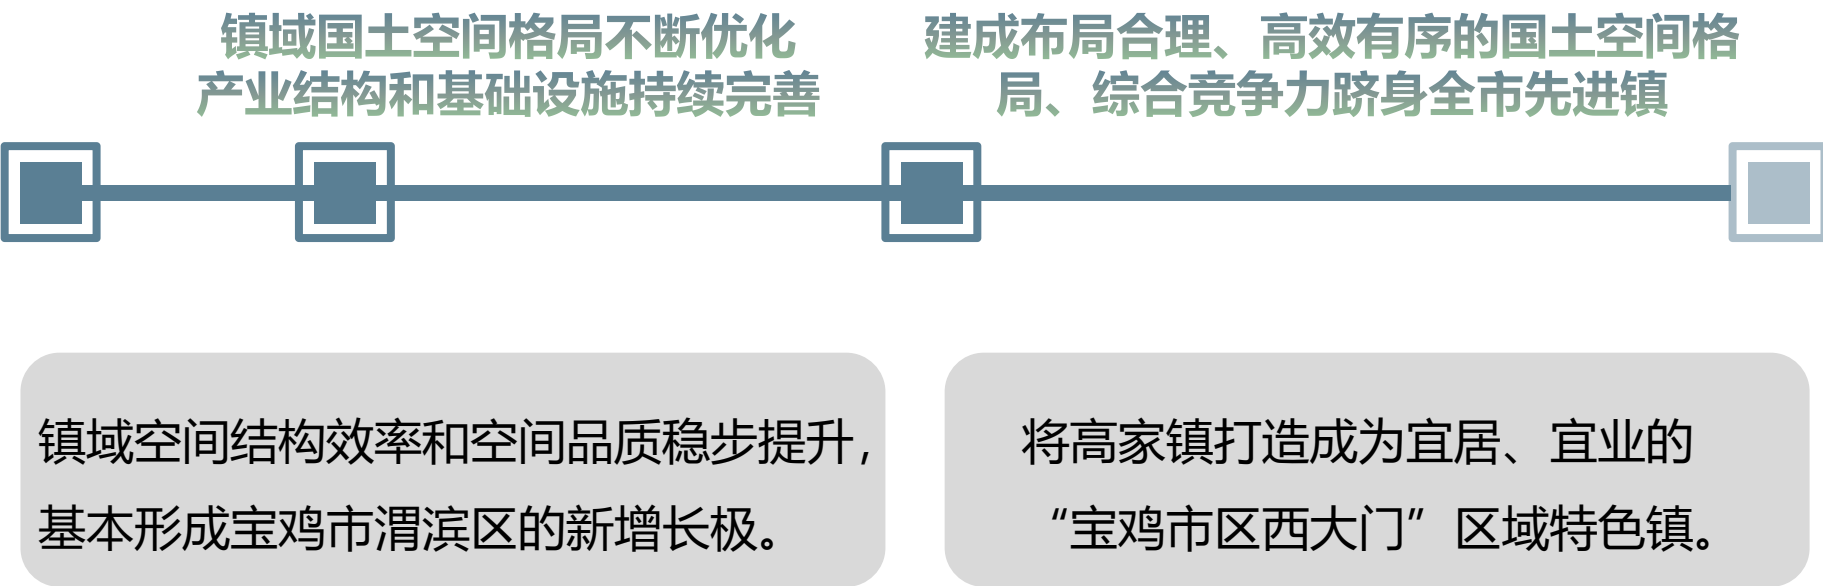 镇域国土空间格局不断优化
产业结构和基础设施持续完善
建成布局合理、高效有序的国土空间格
局、综合竞争力跻身全市先进镇
镇域空间结构效率和空间品质稳步提升，
基本形成宝鸡市渭滨区的新增长极。
将高家镇打造成为宜居、宜业的
“宝鸡市区西大门”区域特色镇。